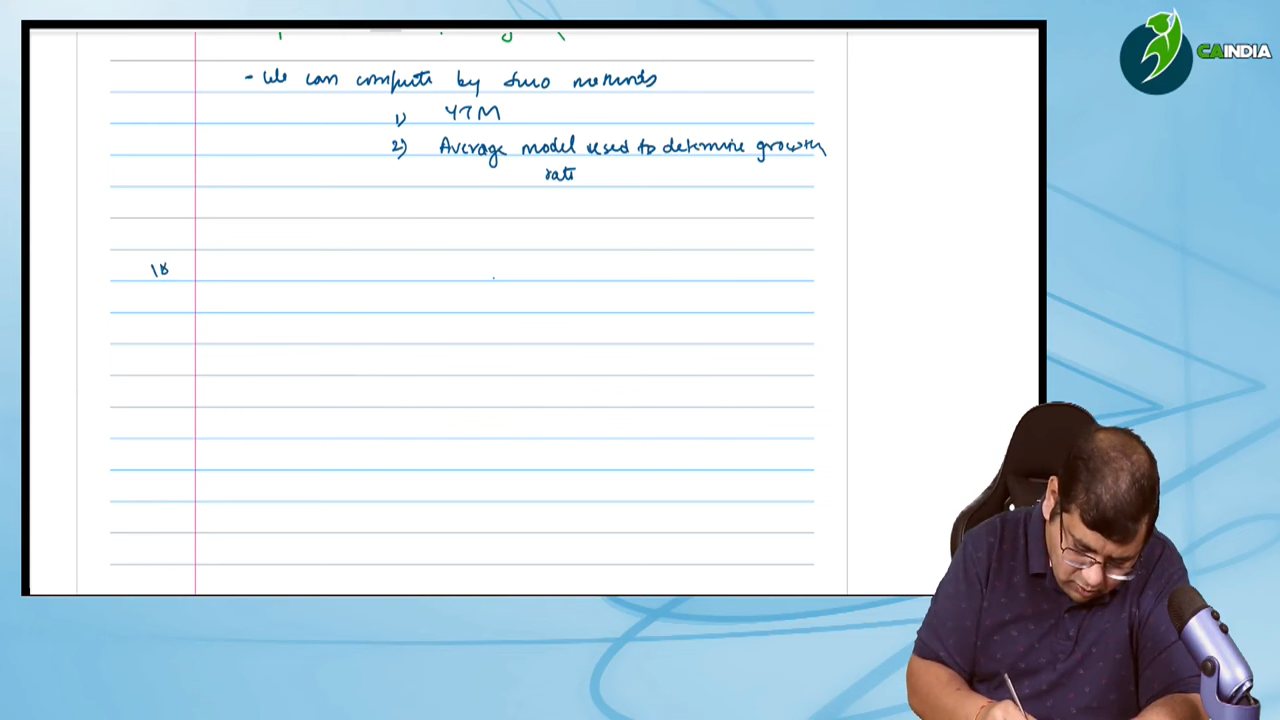 - We can compute by two methods
1) YTM
2) Average model used to determine growth
rate
18
CAINDIA